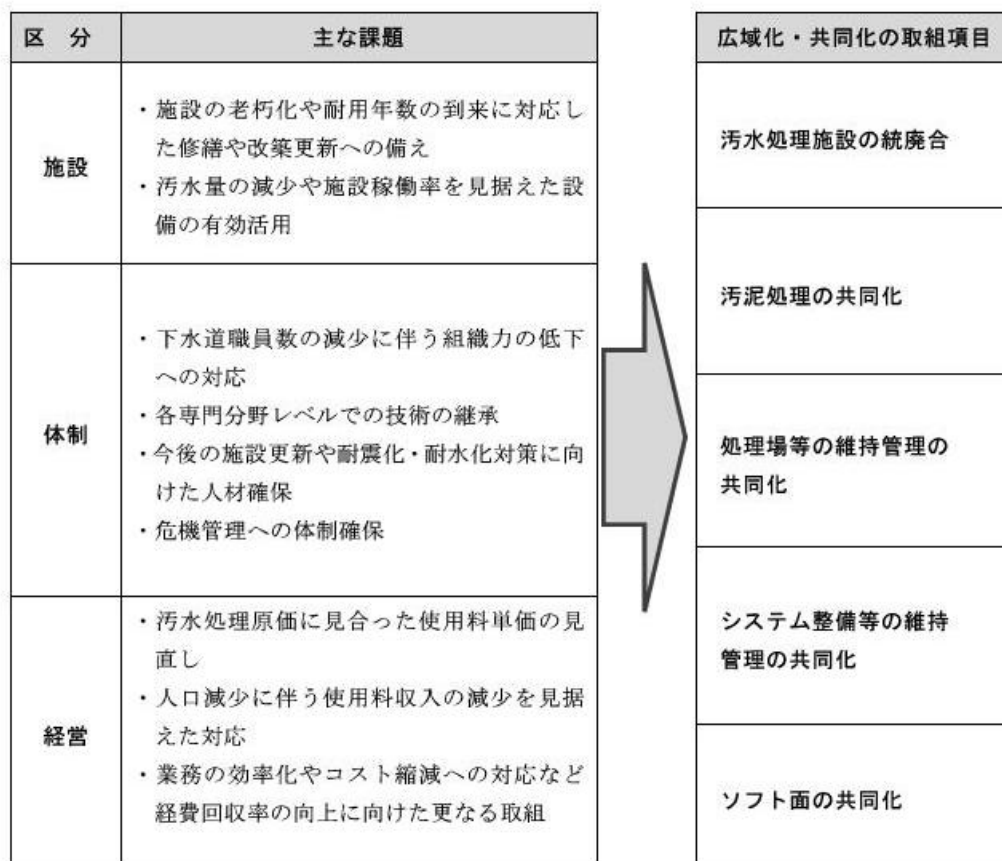 区　分
主な課題
施設
・施設の老朽化や耐用年数の到来に対応し
た修繕や改築更新への備え
・汚水量の減少や施設稼働率を見据えた設
備の有効活用
体制
・下水道職員数の減少に伴う組織力の低下
への対応
・各専門分野レベルでの技術の継承
・今後の施設更新や耐震化・耐水化対策に向
けた人材確保
・危機管理への体制確保
経営
・汚水処理原価に見合った使用料単価の見
直し
・人口減少に伴う使用料収入の減少を見据
えた対応
・業務の効率化やコスト縮減への対応など
経費回収率の向上に向けた更なる取組
広域化・共同化の取組項目
汚水処理施設の統廃合
汚泥処理の共同化
処理場等の維持管理の
共同化
システム整備等の維持
管理の共同化
ソフト面の共同化